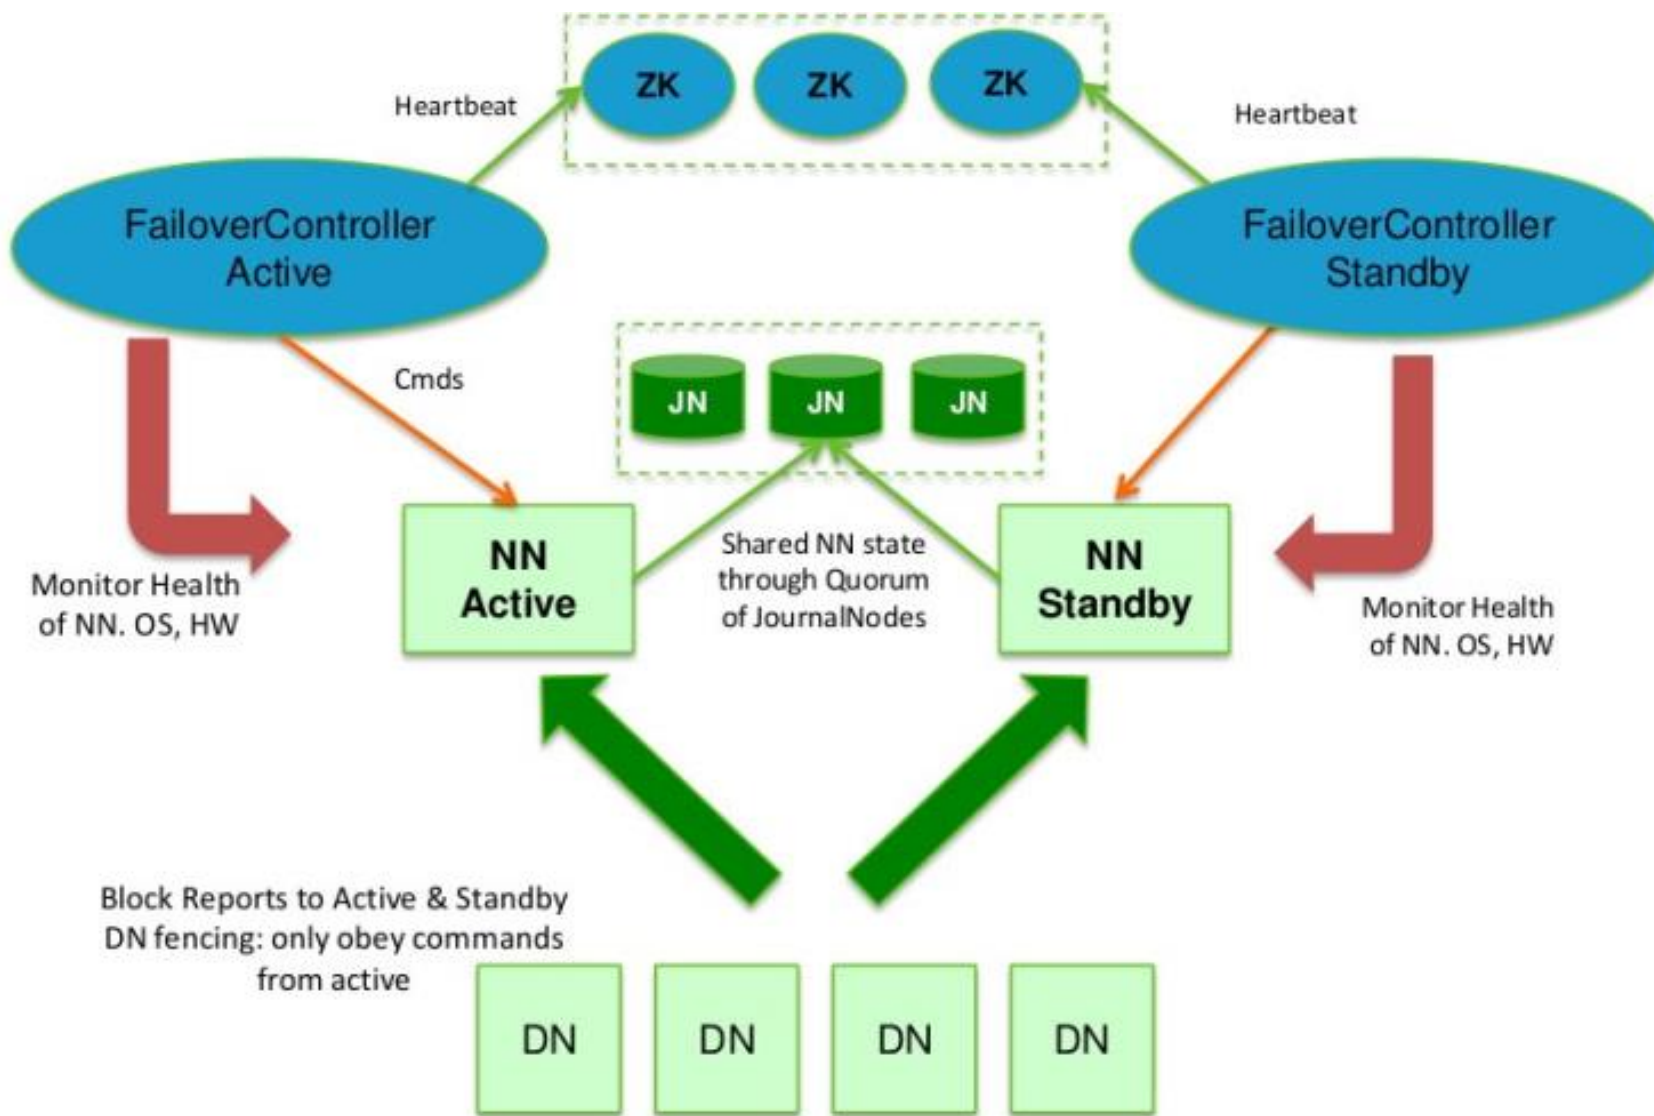 ZK
ZK
ZK
Heartbeat
Heartbeat
FailoverController
Active
FailoverController
Standby
Cmds
JN
JN
JN
NN
Active
Shared NN state
through Quorum
of JournalNodes
NN
Standby
Monitor Health
of NN. OS, HW
Monitor Health
of NN. OS, HW
Block Reports to Active & Standby
DN fencing: only obey commands
from active
DN
DN
DN
DN